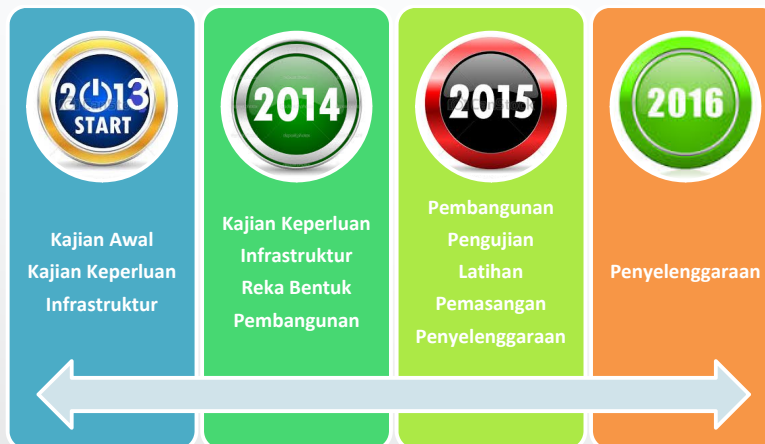 2013
START
Kajian Awal
Kajian Keperluan
Infrastruktur
2014
Kajian Keperluan
Infrastruktur
Reka Bentuk
Pembangunan
2015
Pembangunan
Pengujian
Latihan
Pemasangan
Penyelenggaraan
2016
Penyelenggaraan